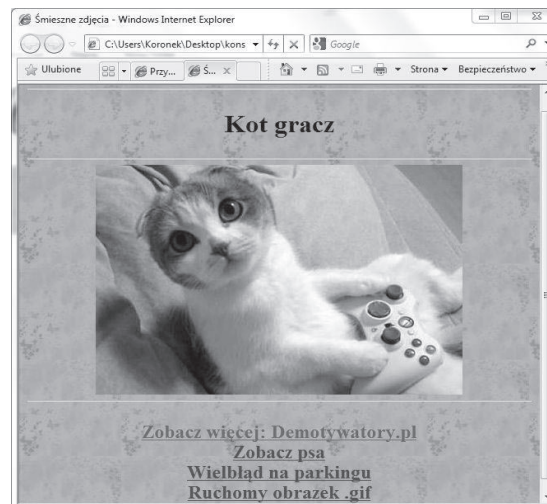 Śmieszne zdjęcia - Windows Internet Explorer
C:\Users\Koronek\Desktop\kons
Google
Ulubione
Przy...
Ś...
Strona
Bezpieczeństwo
Kot gracz
Zobacz więcej: Demotywatory.pl
Zobacz psa
Wielbłąd na parkingu
Ruchomy obrazek .gif